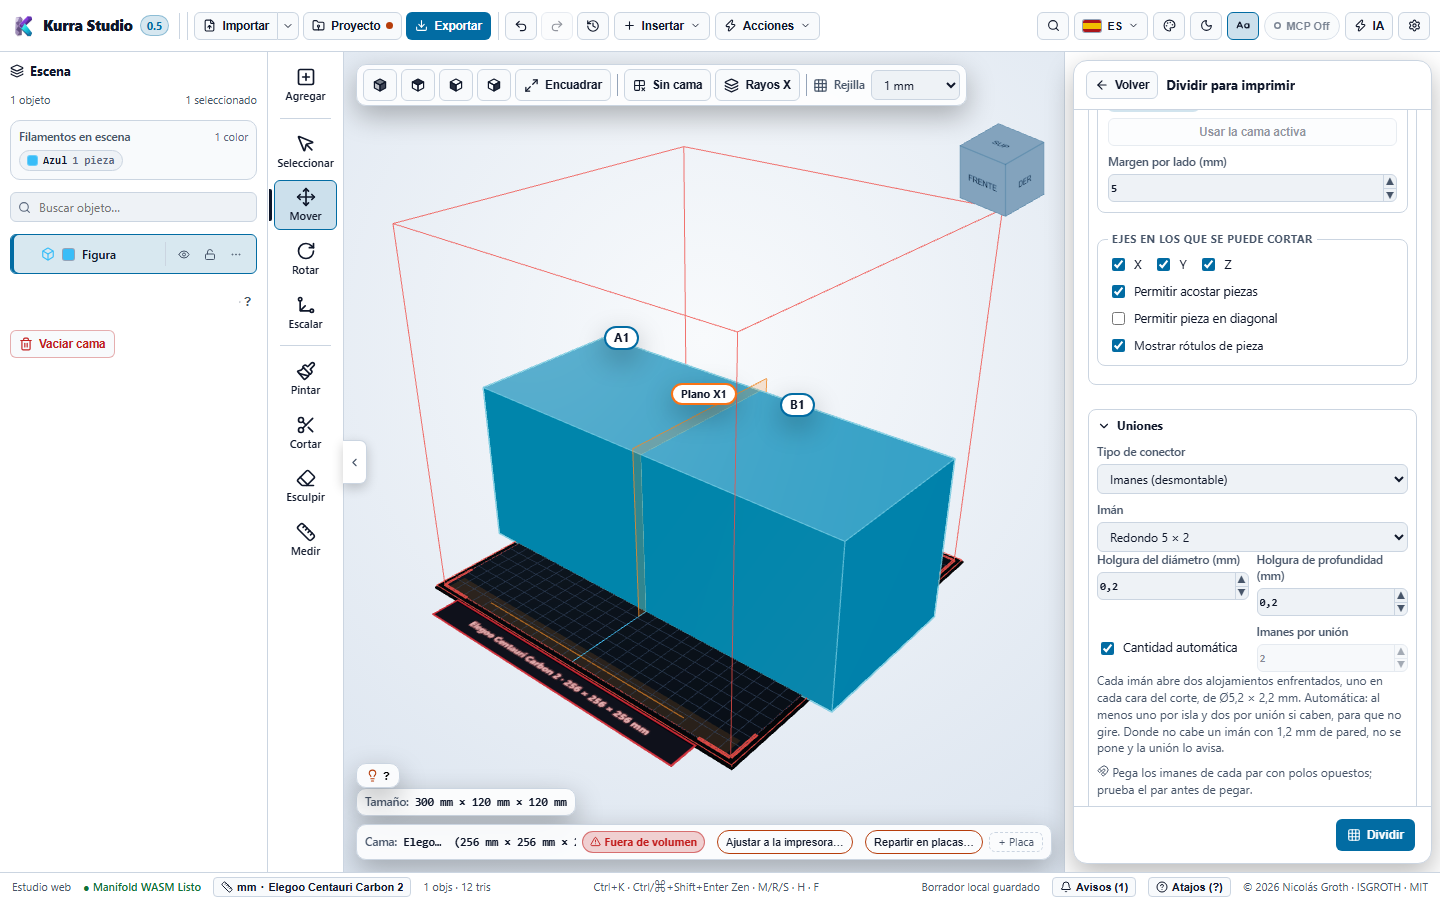 Kurra Studio 0.5
Importar
Proyecto
Exportar
Insertar
Acciones
ES
Aa
MCP Off
IA
Escena
1 objeto
1 seleccionado
Filamentos en escena
1 color
Azul 1 pieza
Buscar objeto...
Figura
?
Vaciar cama
Agregar
Seleccionar
Mover
Rotar
Escalar
Pintar
Cortar
Esculpir
Medir
Encuadrar
Sin cama
Rayos X
Rejilla
1 mm
SUP
FRENTE
DER
A1
Plano X1
B1
Elegoo Centauri Carbon 2 · 256 × 256 × 256 mm
?
Tamaño: 300 mm × 120 mm × 120 mm
Cama: Elego… (256 mm × 256 mm ×
Fuera de volumen
Ajustar a la impresora…
Repartir en placas…
+ Placa
Volver
Dividir para imprimir
Usar la cama activa
Margen por lado (mm)
5
EJES EN LOS QUE SE PUEDE CORTAR
X
Y
Z
Permitir acostar piezas
Permitir pieza en diagonal
Mostrar rótulos de pieza
Uniones
Tipo de conector
Imanes (desmontable)
Imán
Redondo 5 × 2
Holgura del diámetro (mm)
0,2
Holgura de profundidad
(mm)
0,2
Cantidad automática
Imanes por unión
2
Cada imán abre dos alojamientos enfrentados, uno en
cada cara del corte, de Ø5,2 × 2,2 mm. Automática: al
menos uno por isla y dos por unión si caben, para que no
gire. Donde no cabe un imán con 1,2 mm de pared, no se
pone y la unión lo avisa.
Pega los imanes de cada par con polos opuestos;
prueba el par antes de pegar.
Dividir
Estudio web
Manifold WASM Listo
mm · Elegoo Centauri Carbon 2
1 objs · 12 tris
Ctrl+K · Ctrl/⌘+Shift+Enter Zen · M/R/S · H · F
Borrador local guardado
Avisos (1)
Atajos (?)
© 2026 Nicolás Groth · ISGROTH · MIT